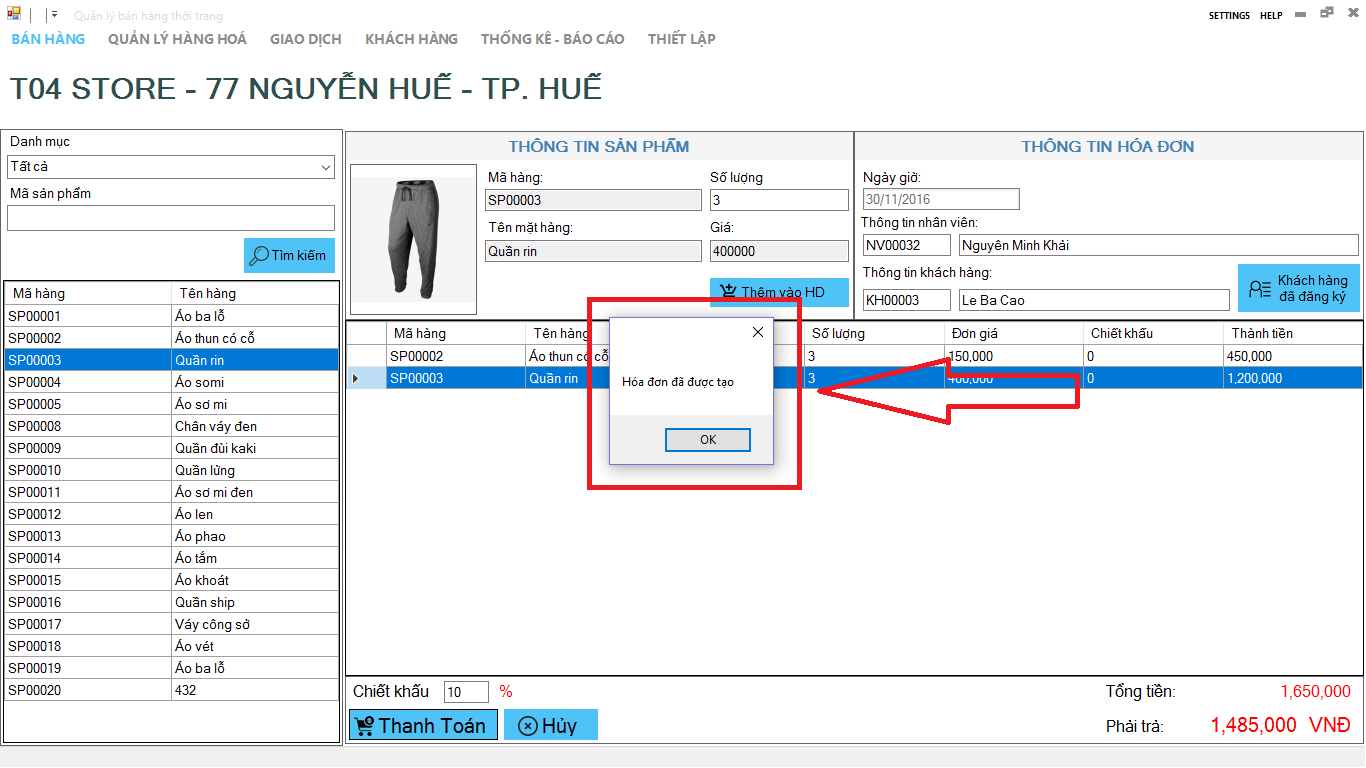 Quản lý bán hàng thời trang
SETTINGS HELP
BÁN HÀNG QUẢN LÝ HÀNG HOÁ GIAO DỊCH KHÁCH HÀNG THỐNG KÊ - BÁO CÁO THIẾT LẬP
T04 STORE - 77 NGUYỄN HUẾ - TP. HUẾ
Danh mục
Tất cả
Mã sản phẩm
Tìm kiếm
Mã hàng Tên hàng
SP00001 Áo ba lỗ
SP00002 Áo thun có cỗ
SP00003 Quần rin
SP00004 Áo somi
SP00005 Áo sơ mi
SP00008 Chân váy đen
SP00009 Quần đùi kaki
SP00010 Quần lửng
SP00011 Áo sơ mi đen
SP00012 Áo len
SP00013 Áo phao
SP00014 Áo tắm
SP00015 Áo khoát
SP00016 Quần ship
SP00017 Váy công sở
SP00018 Áo vét
SP00019 Áo ba lỗ
SP00020 432
THÔNG TIN SẢN PHẨM
Mã hàng: Số lượng
SP00003 3
Tên mặt hàng: Giá:
Quần rin 400000
Thêm vào HD
THÔNG TIN HÓA ĐƠN
Ngày giờ:
30/11/2016
Thông tin nhân viên:
NV00032 Nguyên Minh Khải
Thông tin khách hàng:
KH00003 Le Ba Cao
Khách hàng
đã đăng ký
Mã hàng Tên hàng Số lượng Đơn giá Chiết khấu Thành tiền
SP00002 Áo thun có cỗ 3 150,000 0 450,000
SP00003 Quần rin 3 400,000 0 1,200,000
Hóa đơn đã được tạo
OK
Chiết khấu 10 %
Thanh Toán Hủy
Tổng tiền: 1,650,000
Phải trả: 1,485,000 VNĐ